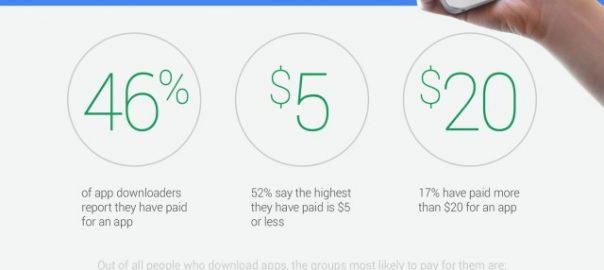 46%
of app downloaders
report they have paid
for an app
$5
52% say the highest
they have paid is $5
or less
$20
17% have paid more
than $20 for an app
Out of all people who download apps, the groups most likely to pay for them are: